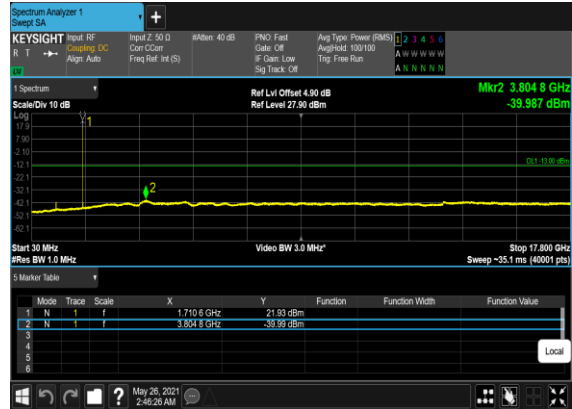 Spectrum Analyzer 1
Swept SA
+
KEYSIGHT Input: RF Input Z: 50 Ω #Atten: 40 dB PNO: Fast Avg Type: Power (RMS) 1 2 3 4 5 6
R T Coupling: DC Corr CCorr Gate: Off Avg|Hold: 100/100 A W W W W W
Align: Auto Freq Ref: Int (S) IF Gain: Low Trig: Free Run
Sig Track: Off A N N N N N
1 Spectrum Ref Lvl Offset 4.90 dB Mkr2 3.804 8 GHz
Scale/Div 10 dB Ref Level 27.90 dBm -39.987 dBm
Log
17.9
7.90
-2.10
-12.1
-22.1
-32.1
-42.1
-52.1
-62.1
1
2
DL1 -13.00 dBm
Start 30 MHz Video BW 3.0 MHz* Stop 17.800 GHz
#Res BW 1.0 MHz Sweep ~35.1 ms (40001 pts)
5 Marker Table
Mode Trace Scale X Y Function Function Width Function Value
1 N 1 f 1.710 6 GHz 21.93 dBm
2 N 1 f 3.804 8 GHz -39.99 dBm
3
4
5
6
Local
? May 26, 2021
2:46:26 AM